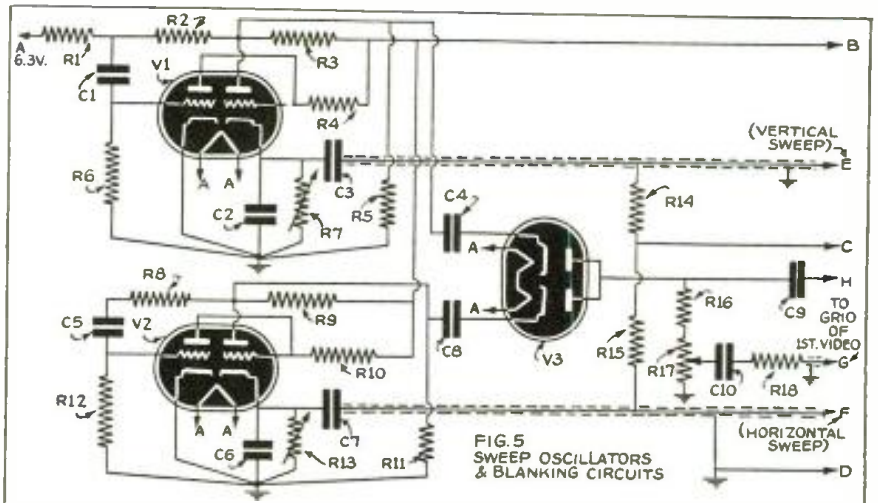 R2
A
6.3V.
R1
R3
B
C1
V1
R4
(VERTICAL
SWEEP)
E
R6
A A
C3
R14
C2
R7
R5
C4
A
C
R8
R9
H
C9
TO
GRID
OF
1ST. VIDEO
C5
V2
A
C8
V3
R16
R15
R17
R10
G
C10
R18
R12
A A
C7
F
(HORIZONTAL
SWEEP)
C6
R13
R11
FIG. 5
SWEEP OSCILLATORS
& BLANKING CIRCUITS
D